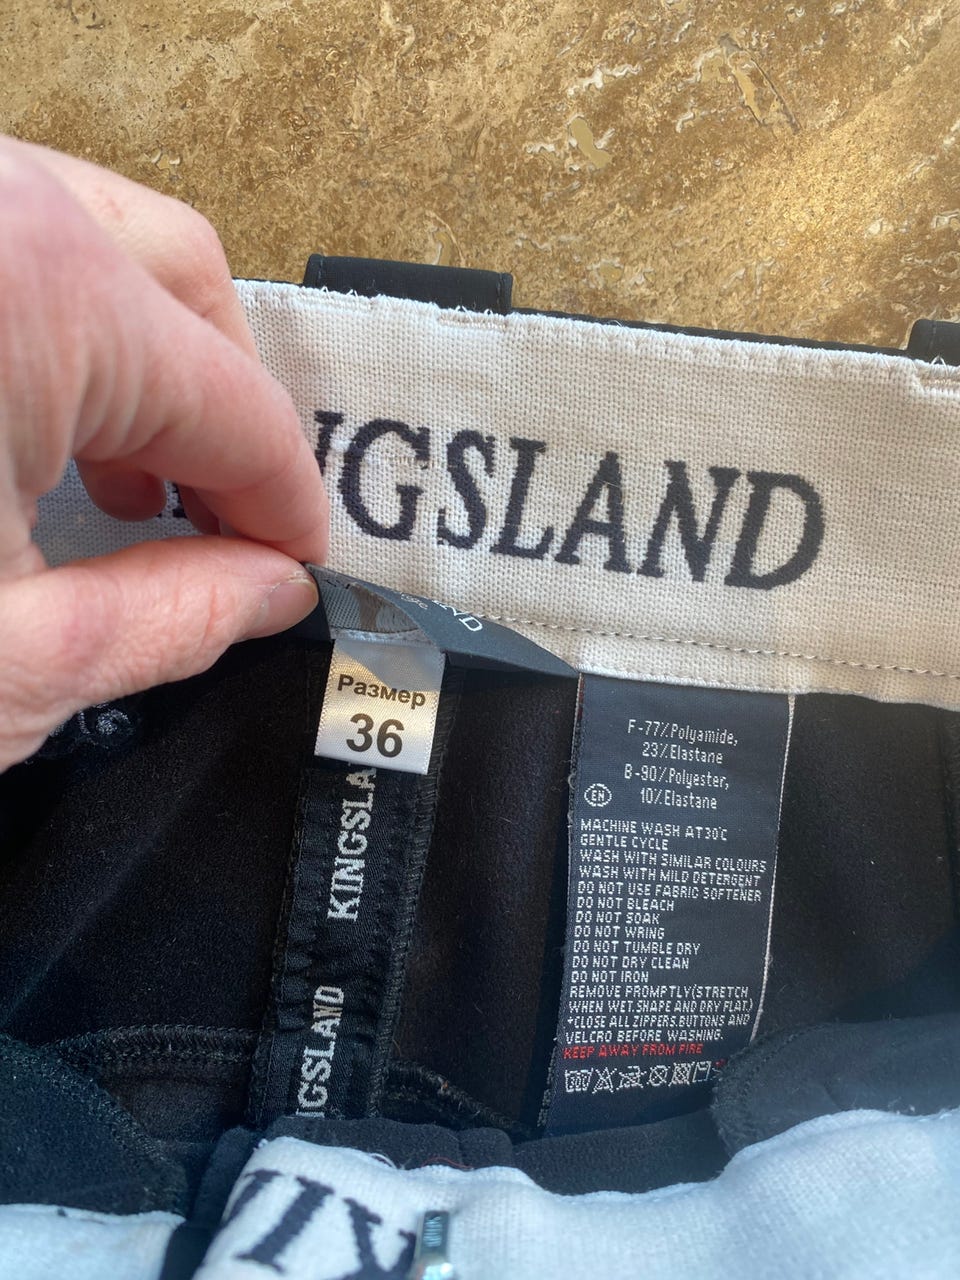 NGSLAND
Размер
36
KINGSLA
NGSLAND
F-77%Polyamide,
23%Elastane
B-90%Polyester,
10%Elastane
EN
MACHINE WASH AT30°C
GENTLE CYCLE
WASH WITH SIMILAR COLOURS
WASH WITH MILD DETERGENT
DO NOT USE FABRIC SOFTENER
DO NOT BLEACH
DO NOT SOAK
DO NOT WRING
DO NOT TUMBLE DRY
DO NOT DRY CLEAN
DO NOT IRON
REMOVE PROMPTLY(STRETCH
WHEN WET.SHAPE AND DRY FLAT.)
*CLOSE ALL ZIPPERS.BUTTONS AND
VELCRO BEFORE WASHING.
KEEP AWAY FROM FIRE